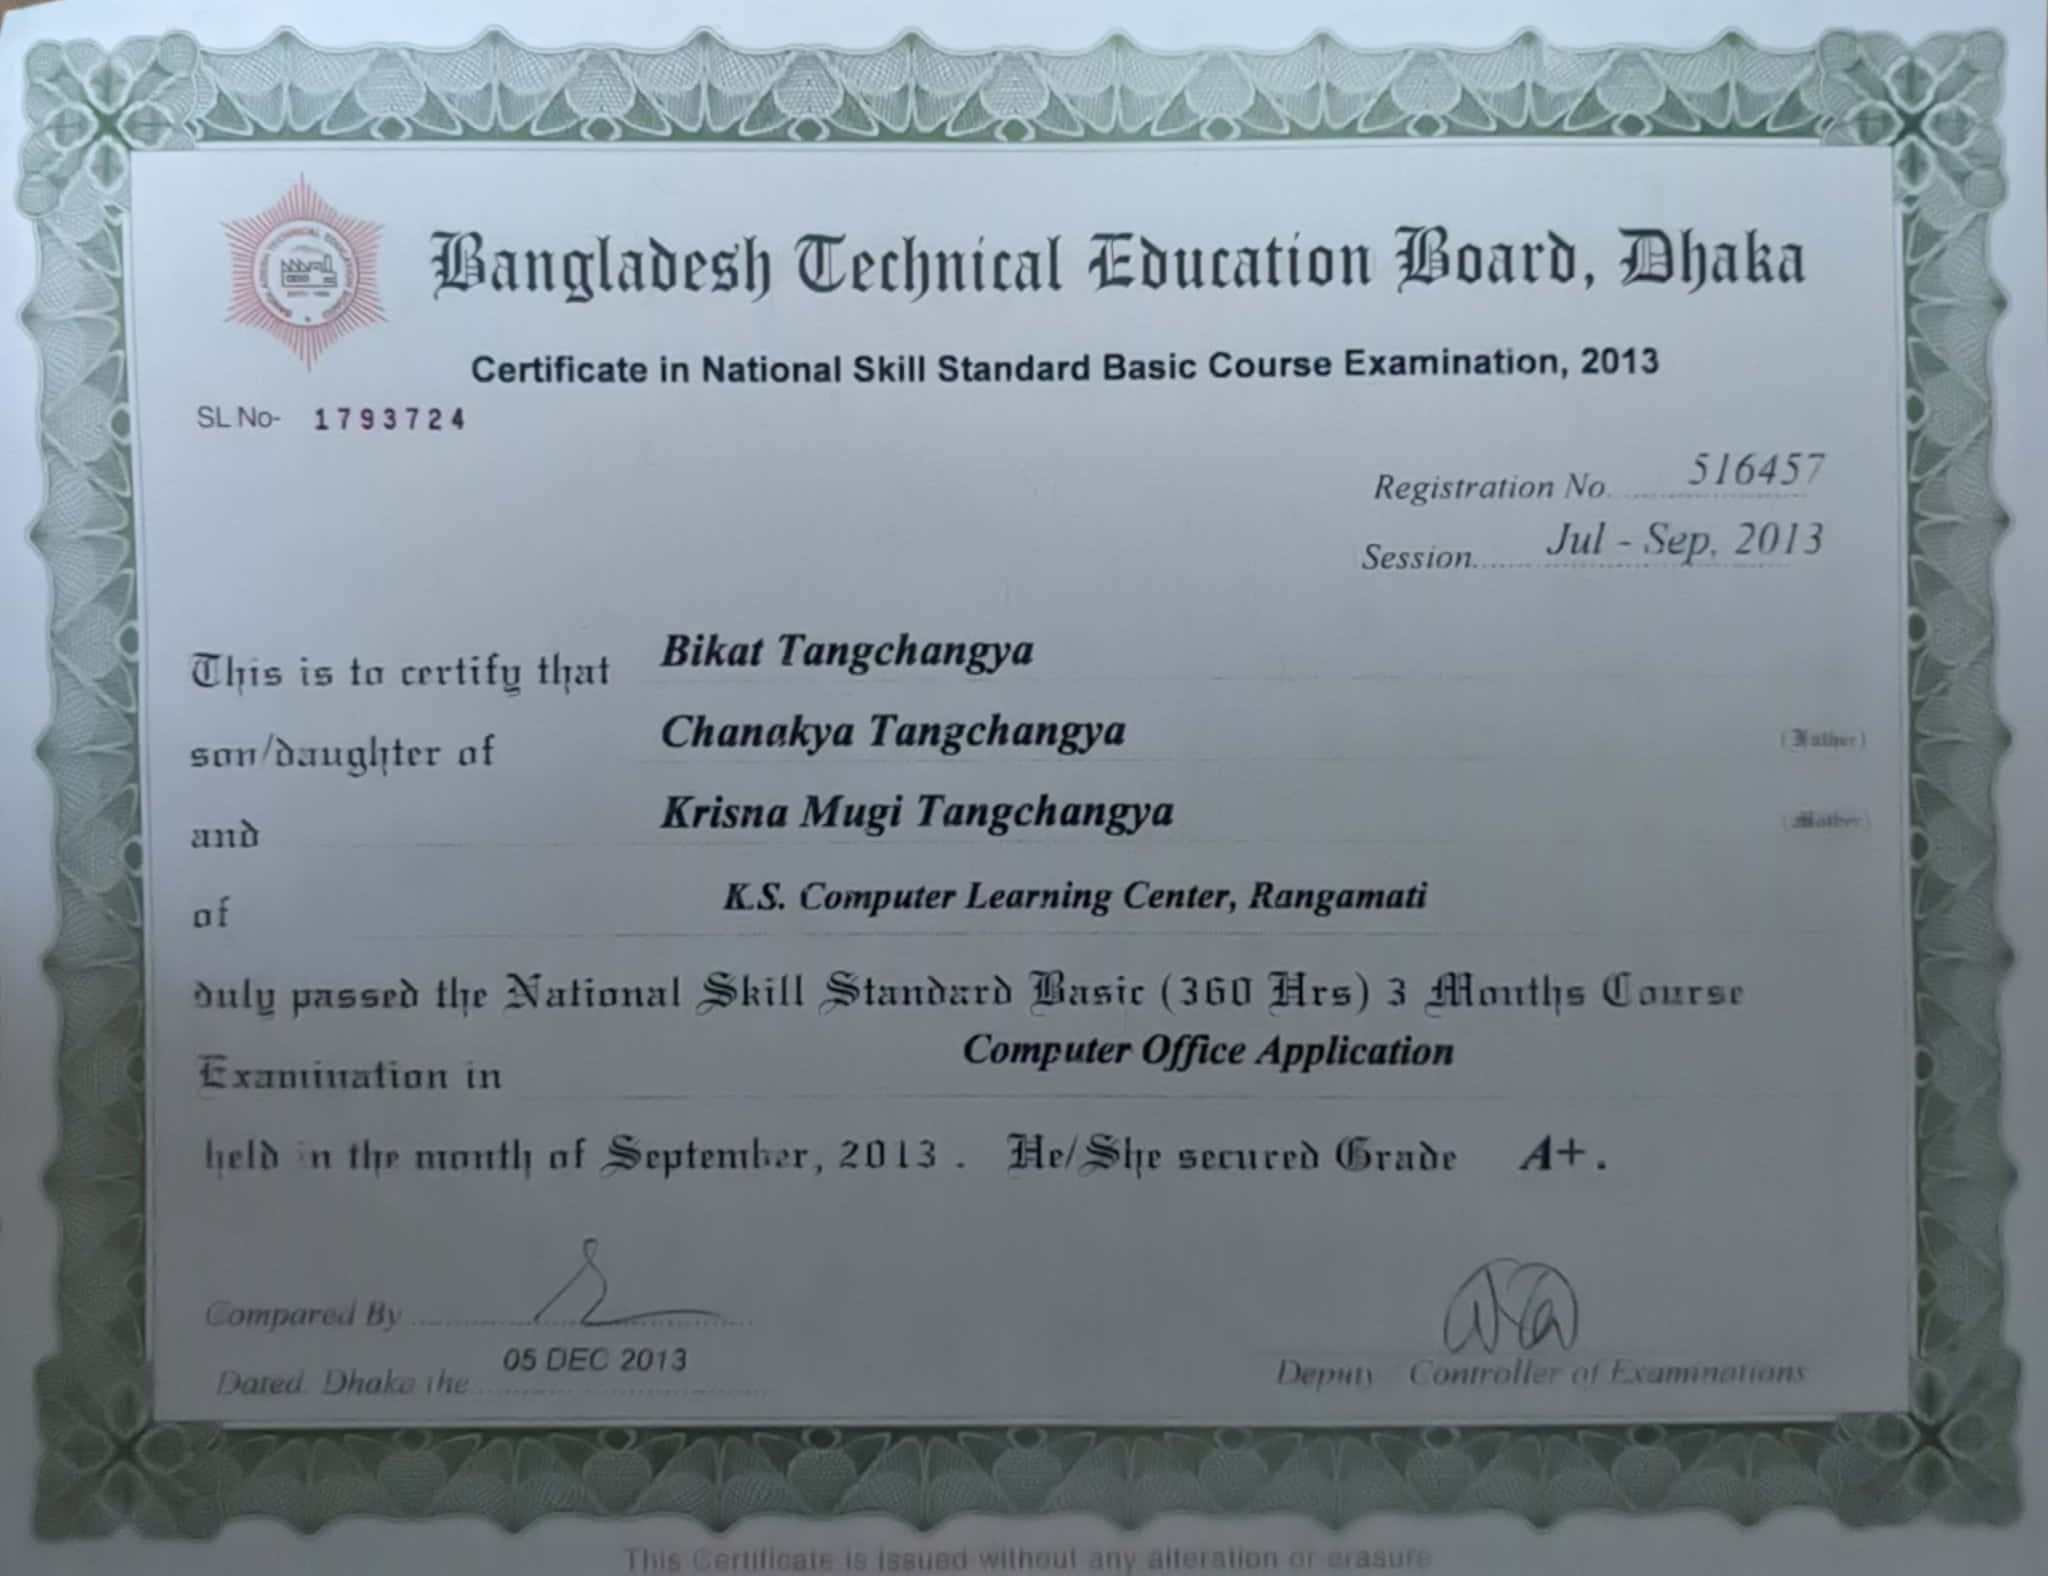 Bangladesh Technical Education Board, Dhaka
Certificate in National Skill Standard Basic Course Examination, 2013
SL No- 1793724
Registration No. 516457
Session Jul - Sep, 2013
This is to certify that Bikat Tangchangya
son/daughter of Chanakya Tangchangya (Father)
and Krisna Mugi Tangchangya (Mother)
of K.S. Computer Learning Center, Rangamati
duly passed the National Skill Standard Basic (360 Hrs) 3 Months Course
Examination in Computer Office Application
held in the month of September, 2013. He/She secured Grade A+.
Compared By
Dated. Dhaka the 05 DEC 2013
Deputy Controller of Examinations
This Certificate is issued without any alteration or erasure